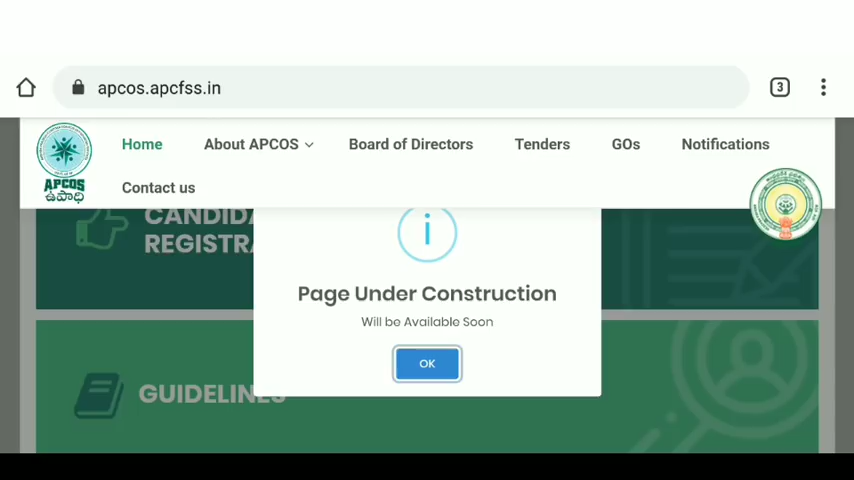 apcos.apcfss.in
3
Home
About APCOS
Board of Directors
Tenders
GOs
Notifications
APCOS
ఉపాధి
Contact us
REGISTRA
Page Under Construction
Will be Available Soon
OK
GUIDELINES